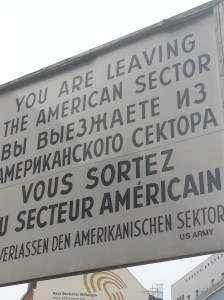 YOU ARE LEAVING
THE AMERICAN SECTOR
ВЫ ВЫЕЗЖАЕТЕ ИЗ
АМЕРИКАНСКОГО СЕКТОРА
VOUS SORTEZ
DU SECTEUR AMÉRICAIN
VERLASSEN DEN AMERIKANISCHEN SEKTOR
US ARMY